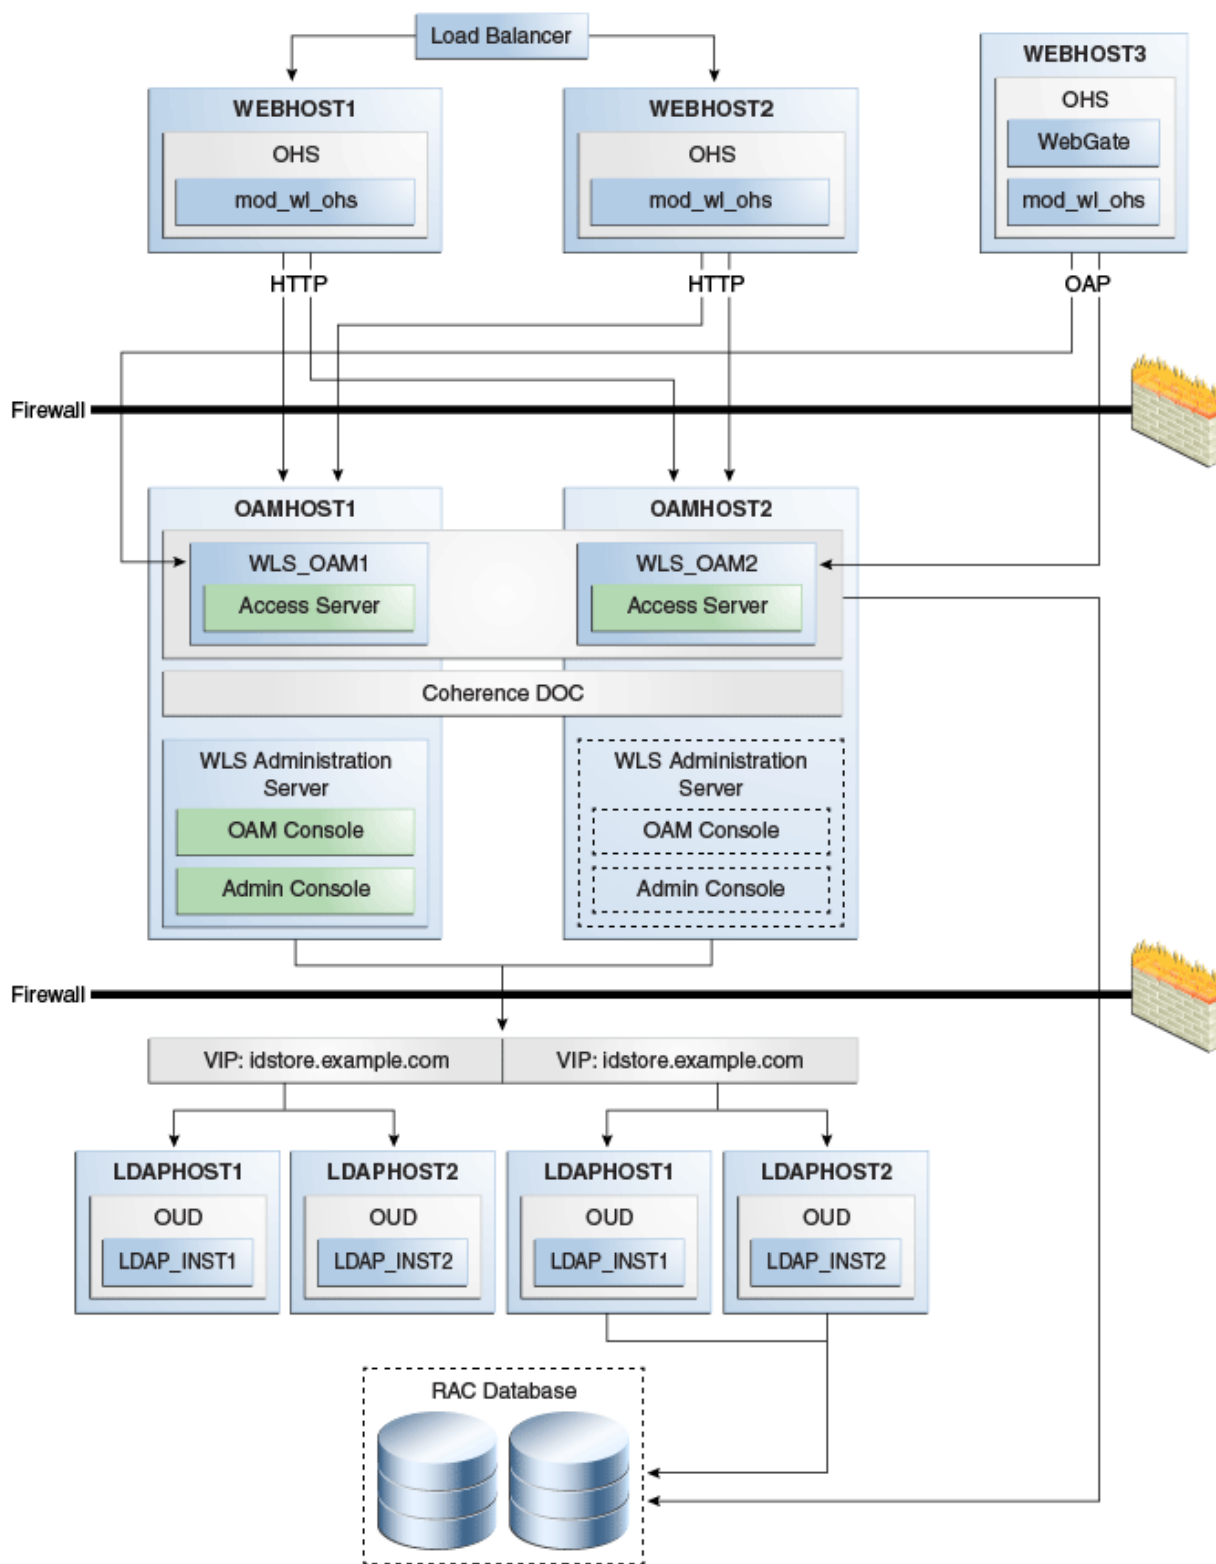 Load Balancer
WEBHOST1
OHS
mod_wl_ohs
WEBHOST2
OHS
mod_wl_ohs
WEBHOST3
OHS
WebGate
mod_wl_ohs
HTTP
HTTP
OAP
Firewall
OAMHOST1
OAMHOST2
WLS_OAM1
Access Server
WLS_OAM2
Access Server
Coherence DOC
WLS Administration
Server
OAM Console
Admin Console
WLS Administration
Server
OAM Console
Admin Console
Firewall
VIP: idstore.example.com
VIP: idstore.example.com
LDAPHOST1
OUD
LDAP_INST1
LDAPHOST2
OUD
LDAP_INST2
LDAPHOST1
OUD
LDAP_INST1
LDAPHOST2
OUD
LDAP_INST2
RAC Database